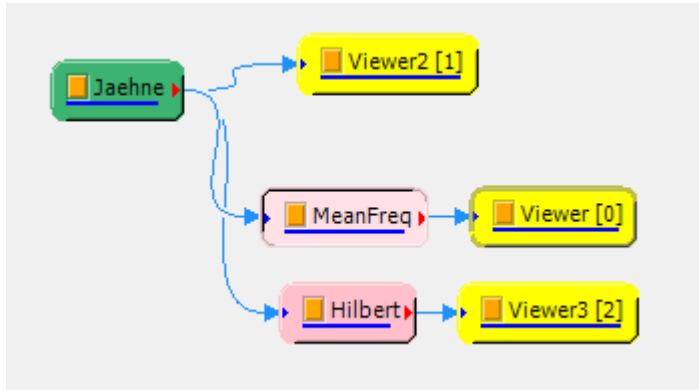 Viewer2 [1]
Jaehne
MeanFreq
Viewer [0]
Hilbert
Viewer3 [2]